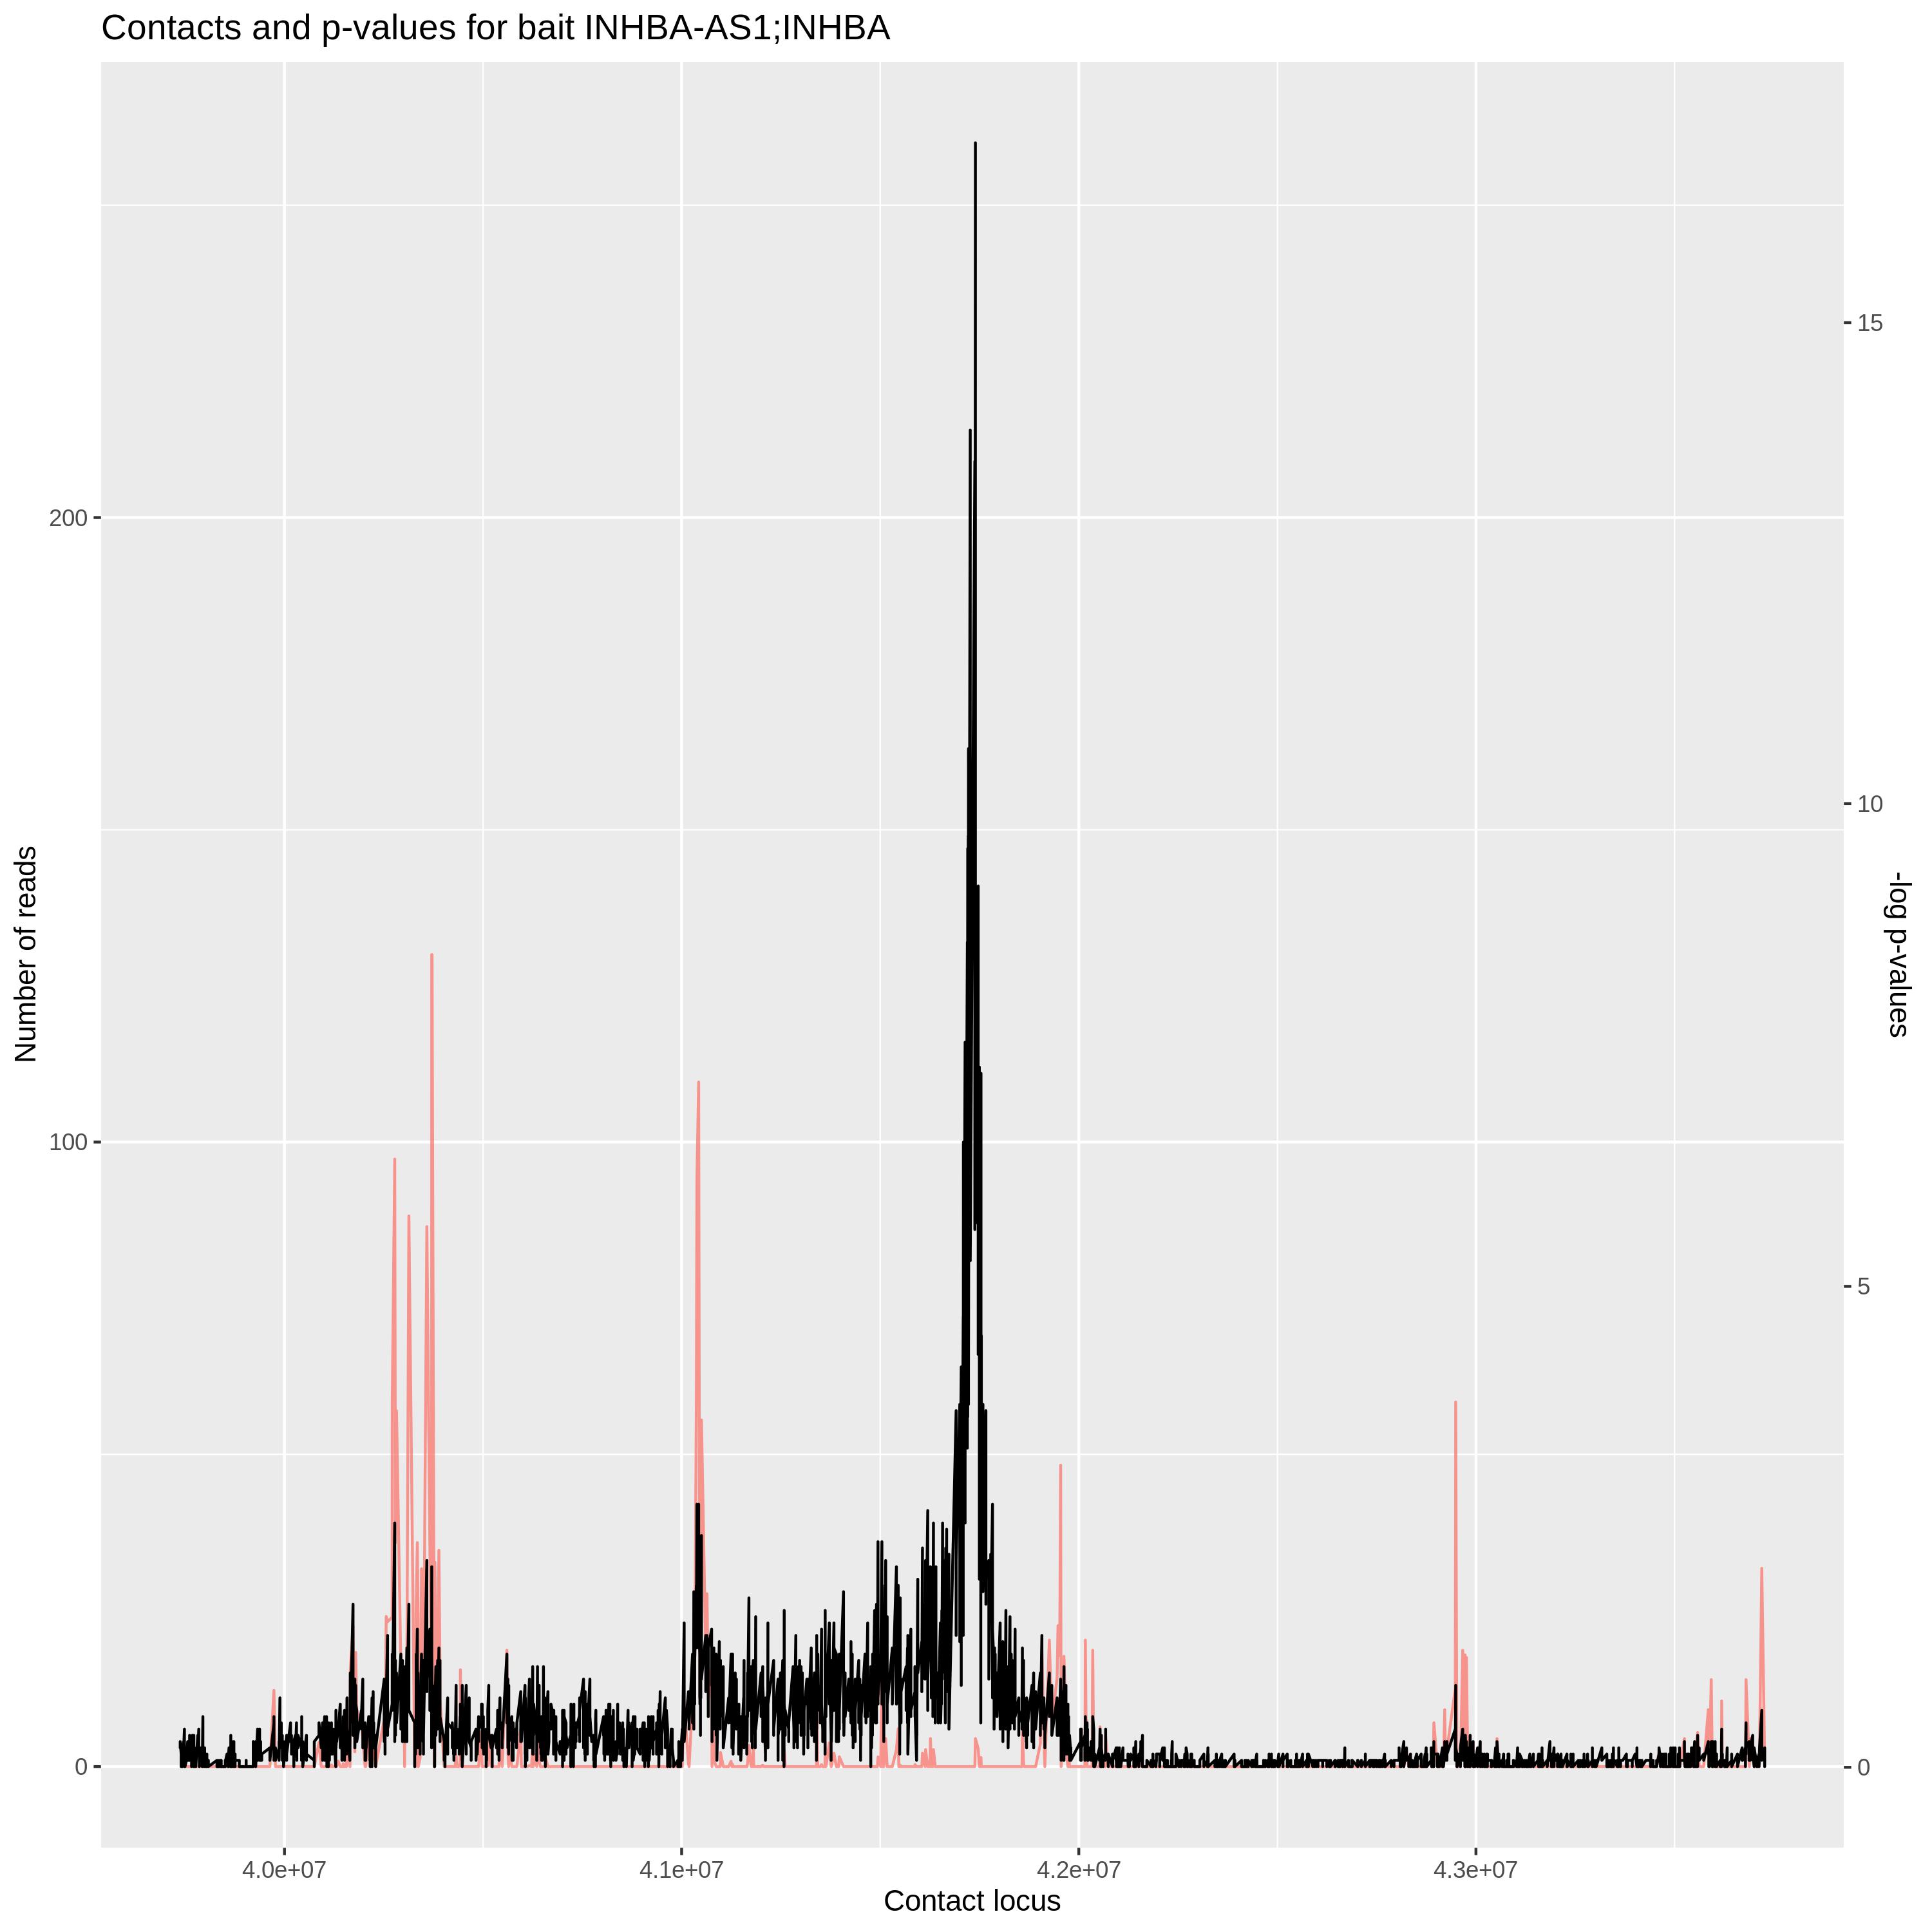 Contacts and p-values for bait INHBA-AS1;INHBA
Number of reads
200
100
0
15
10
5
0
-log p-values
4.0e+07
4.1e+07
4.2e+07
4.3e+07
Contact locus